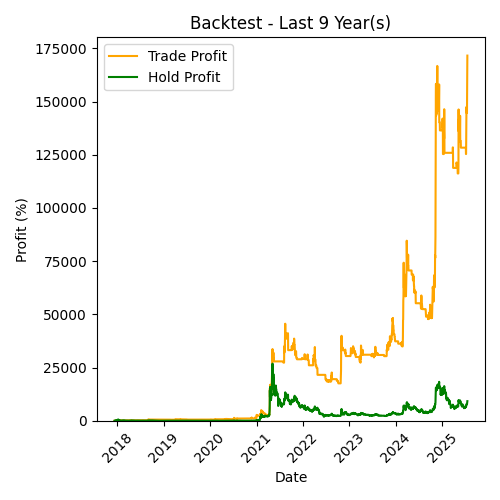 Backtest - Last 9 Year(s)
Trade Profit
Hold Profit
Profit (%)
175000
150000
125000
100000
75000
50000
25000
0
2018 2019 2020 2021 2022 2023 2024 2025
Date